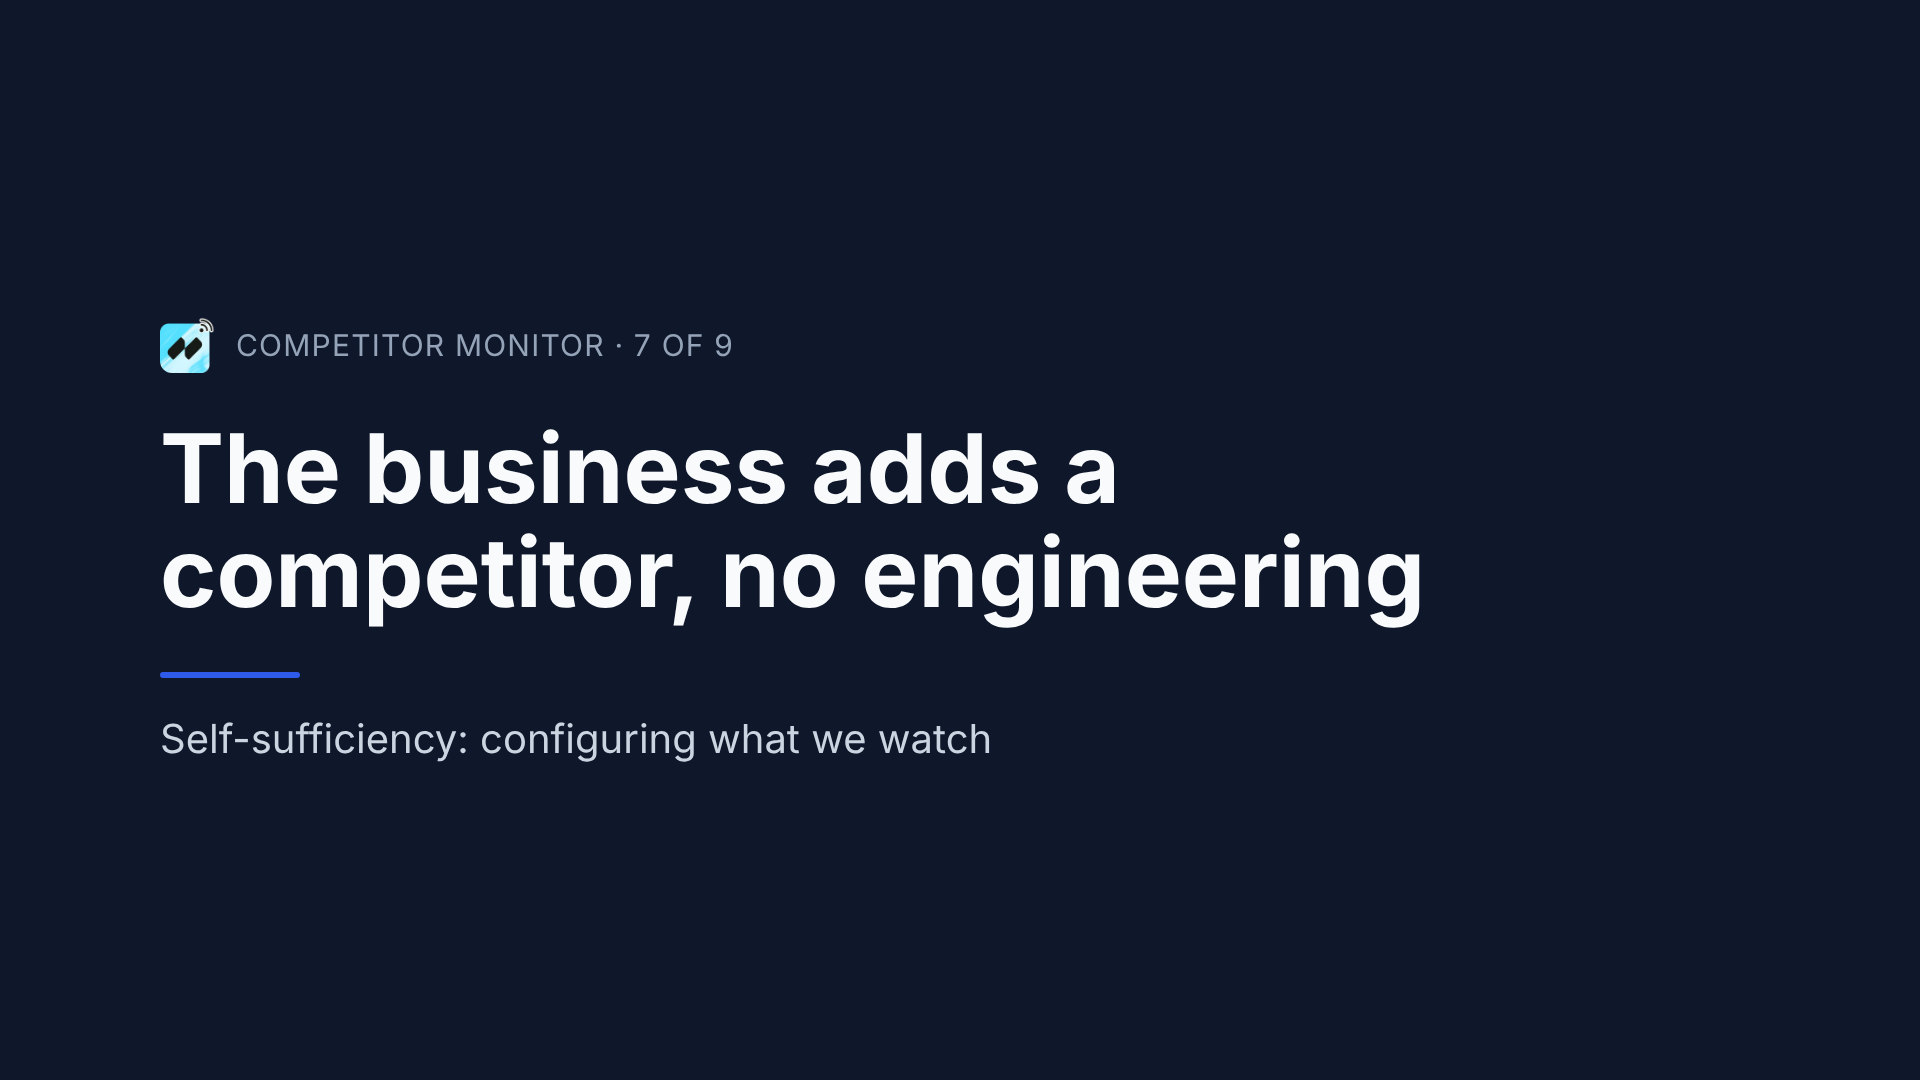 COMPETITOR MONITOR · 7 OF 9
The business adds a
competitor, no engineering
Self-sufficiency: configuring what we watch